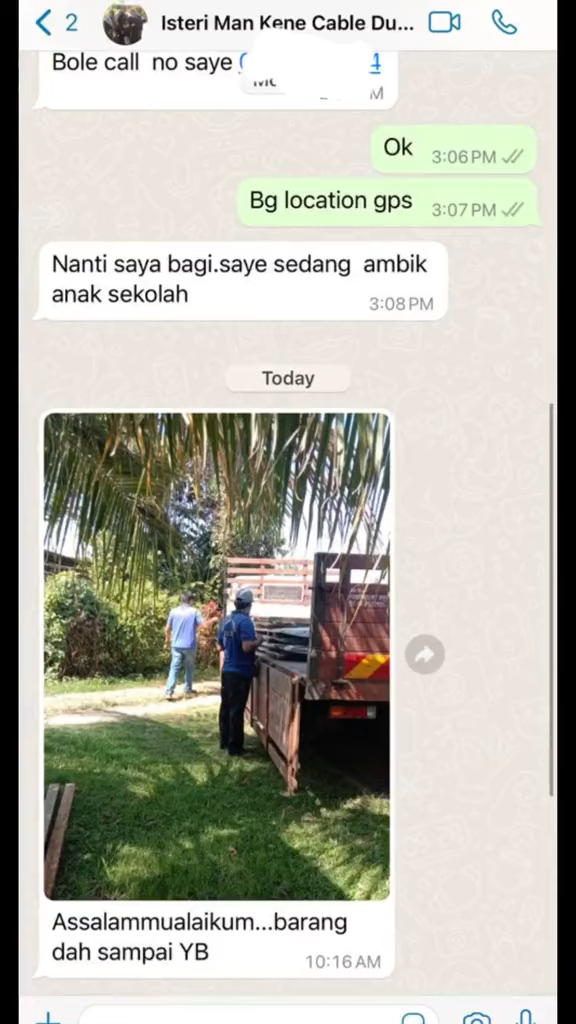 2
Isteri Man Kene Cable Du...
Bole call no saye
Ok
3:06 PM
Bg location gps
3:07 PM
Nanti saya bagi.saye sedang ambik
anak sekolah
3:08 PM
Today
Assalammualaikum...barang
dah sampai YB
10:16 AM